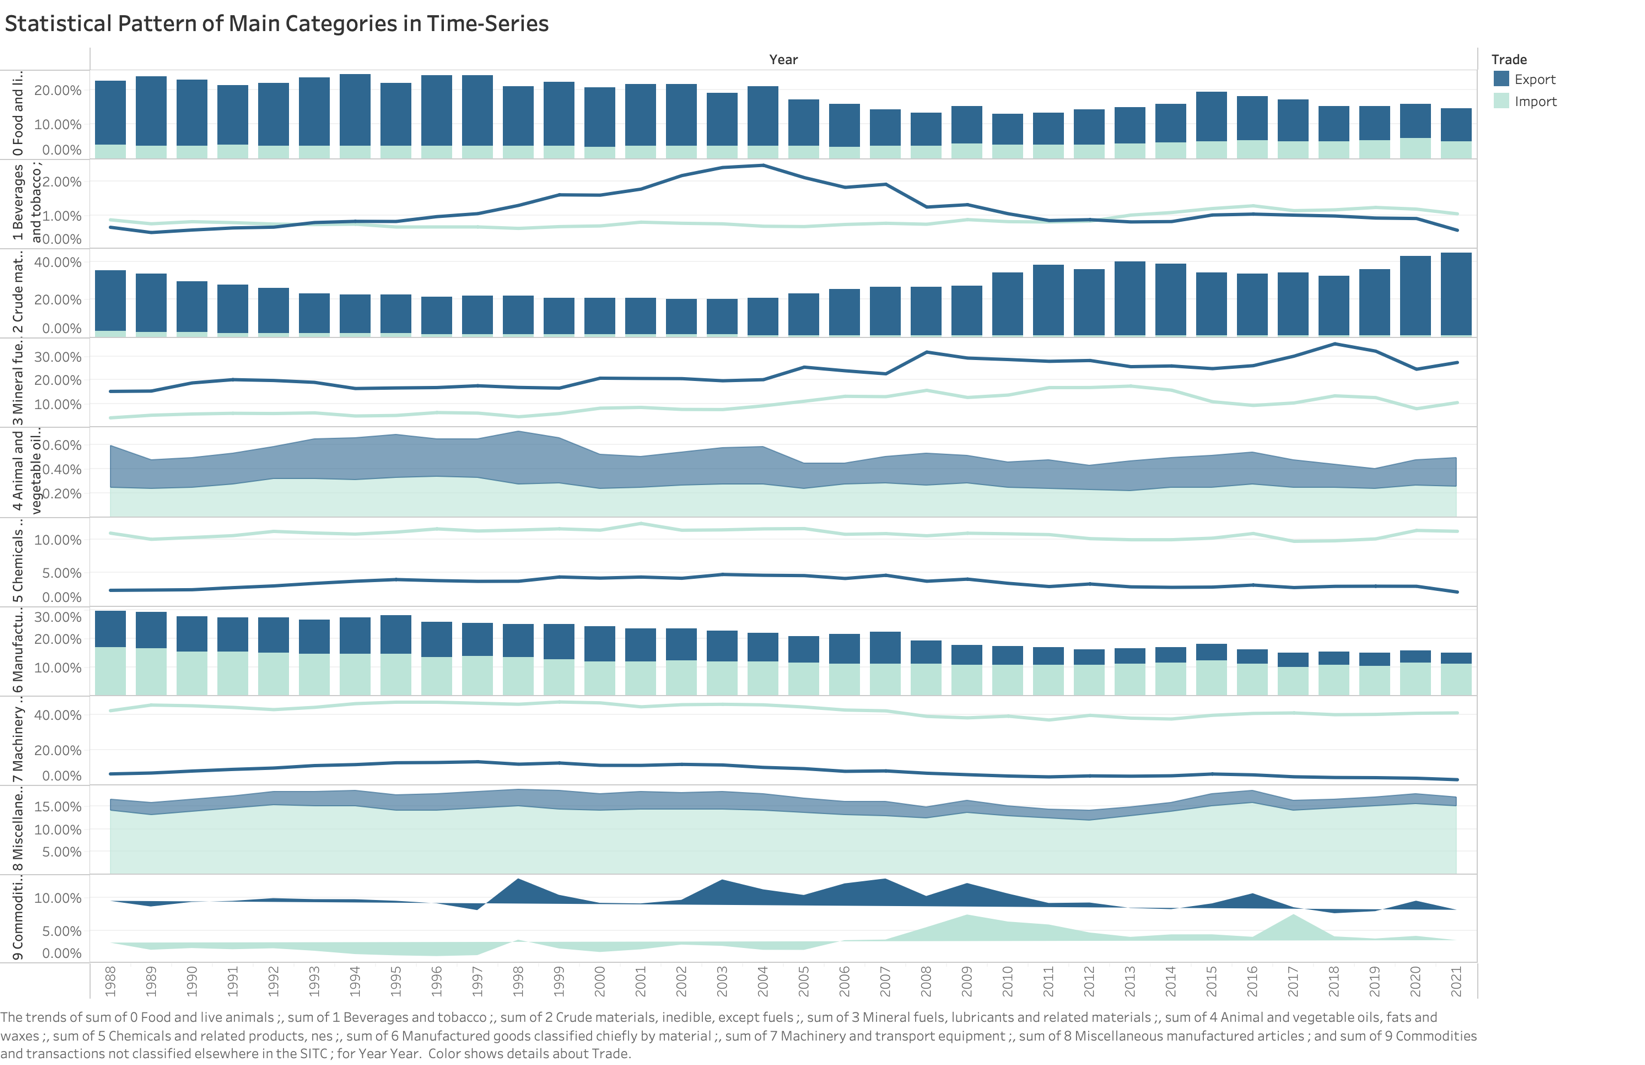 Statistical Pattern of Main Categories in Time-Series
Year
Trade
Export
Import
0 Food and li..
20.00%
10.00%
0.00%
1 Beverages
and tobacco ;
2.00%
1.00%
0.00%
2 Crude mat..
40.00%
20.00%
0.00%
3 Mineral fue..
30.00%
20.00%
10.00%
4 Animal and
vegetable oil..
0.60%
0.40%
0.20%
5 Chemicals ..
10.00%
5.00%
0.00%
6 Manufactu..
30.00%
20.00%
10.00%
7 Machinery ..
40.00%
20.00%
0.00%
8 Miscellane..
15.00%
10.00%
5.00%
9 Commoditi..
10.00%
5.00%
0.00%
1988 1989 1990 1991 1992 1993 1994 1995 1996 1997 1998 1999 2000 2001 2002 2003 2004 2005 2006 2007 2008 2009 2010 2011 2012 2013 2014 2015 2016 2017 2018 2019 2020 2021
The trends of sum of 0 Food and live animals ;, sum of 1 Beverages and tobacco ;, sum of 2 Crude materials, inedible, except fuels ;, sum of 3 Mineral fuels, lubricants and related materials ;, sum of 4 Animal and vegetable oils, fats and
waxes ;, sum of 5 Chemicals and related products, nes ;, sum of 6 Manufactured goods classified chiefly by material ;, sum of 7 Machinery and transport equipment ;, sum of 8 Miscellaneous manufactured articles ; and sum of 9 Commodities
and transactions not classified elsewhere in the SITC ; for Year Year.  Color shows details about Trade.